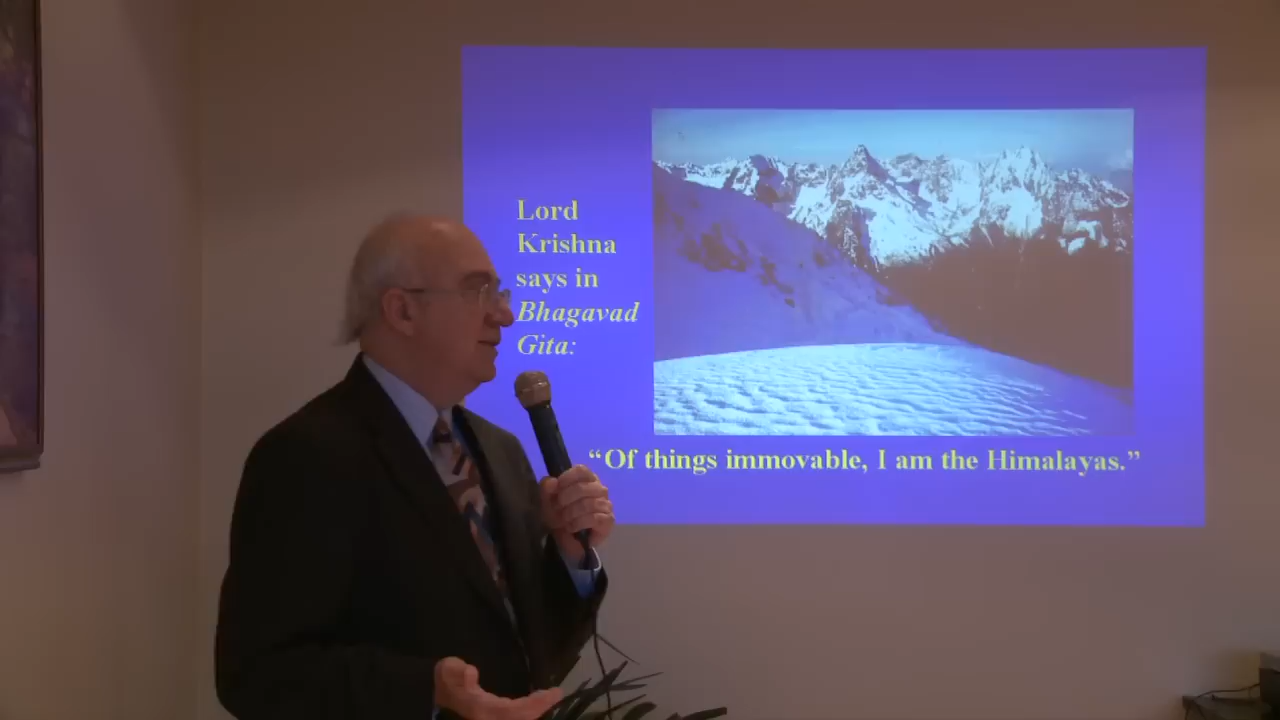 Lord
Krishna
says in
Bhagavad
Gita:
“Of things immovable, I am the Himalayas.”